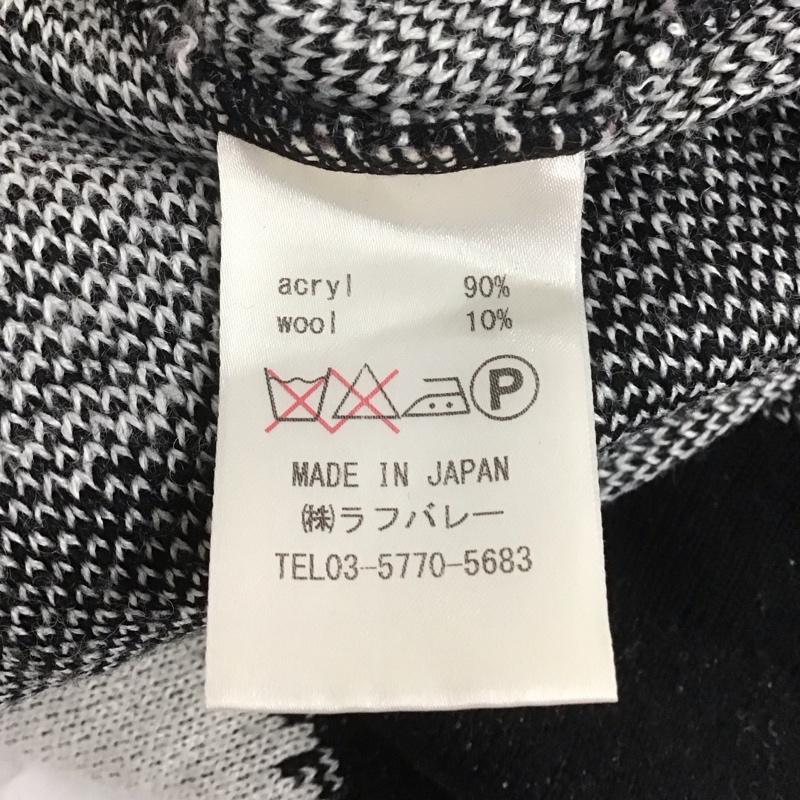 acryl 90%
wool 10%
P
MADE IN JAPAN
㈱ラフバレー
TEL03-5770-5683